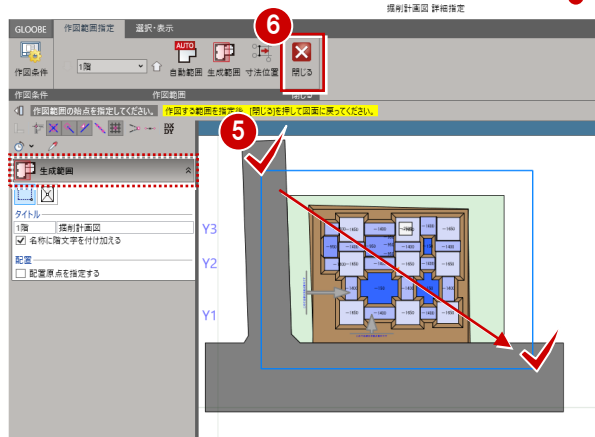 掘削計画図 詳細指定
GLOOBE 作図範囲指定 選択・表示
6
AUTO
1階
作図条件 自動範囲 生成範囲 寸法位置 閉じる
作図条件 作図範囲 閉じる
作図範囲の始点を指定してください。 作図する範囲を指定後、[閉じる]を押して図面に戻ってください。
5
生成範囲
タイトル
1階 掘削計画図
名称に階文字を付け加える
配置
配置原点を指定する
Y3
Y2
Y1